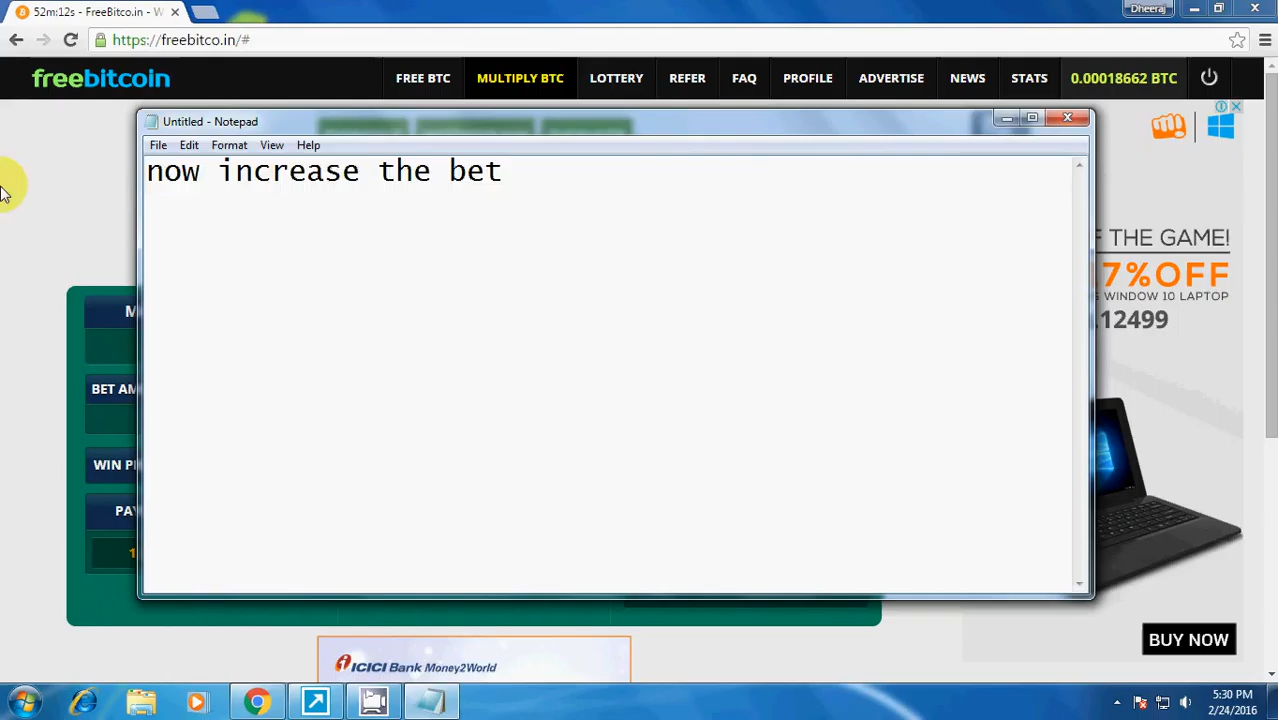 52m:12s - FreeBitco.in - W
Dheeraj
https://freebitco.in/#
freebitcoin
FREE BTC
MULTIPLY BTC
LOTTERY
REFER
FAQ
PROFILE
ADVERTISE
NEWS
STATS
0.00018662 BTC
Untitled - Notepad
File Edit Format View Help
now increase the bet
THE GAME!
7%OFF
WINDOW 10 LAPTOP
12499
BET AM
WIN P
PAY
ICICI Bank Money2World
BUY NOW
5:30 PM
2/24/2016